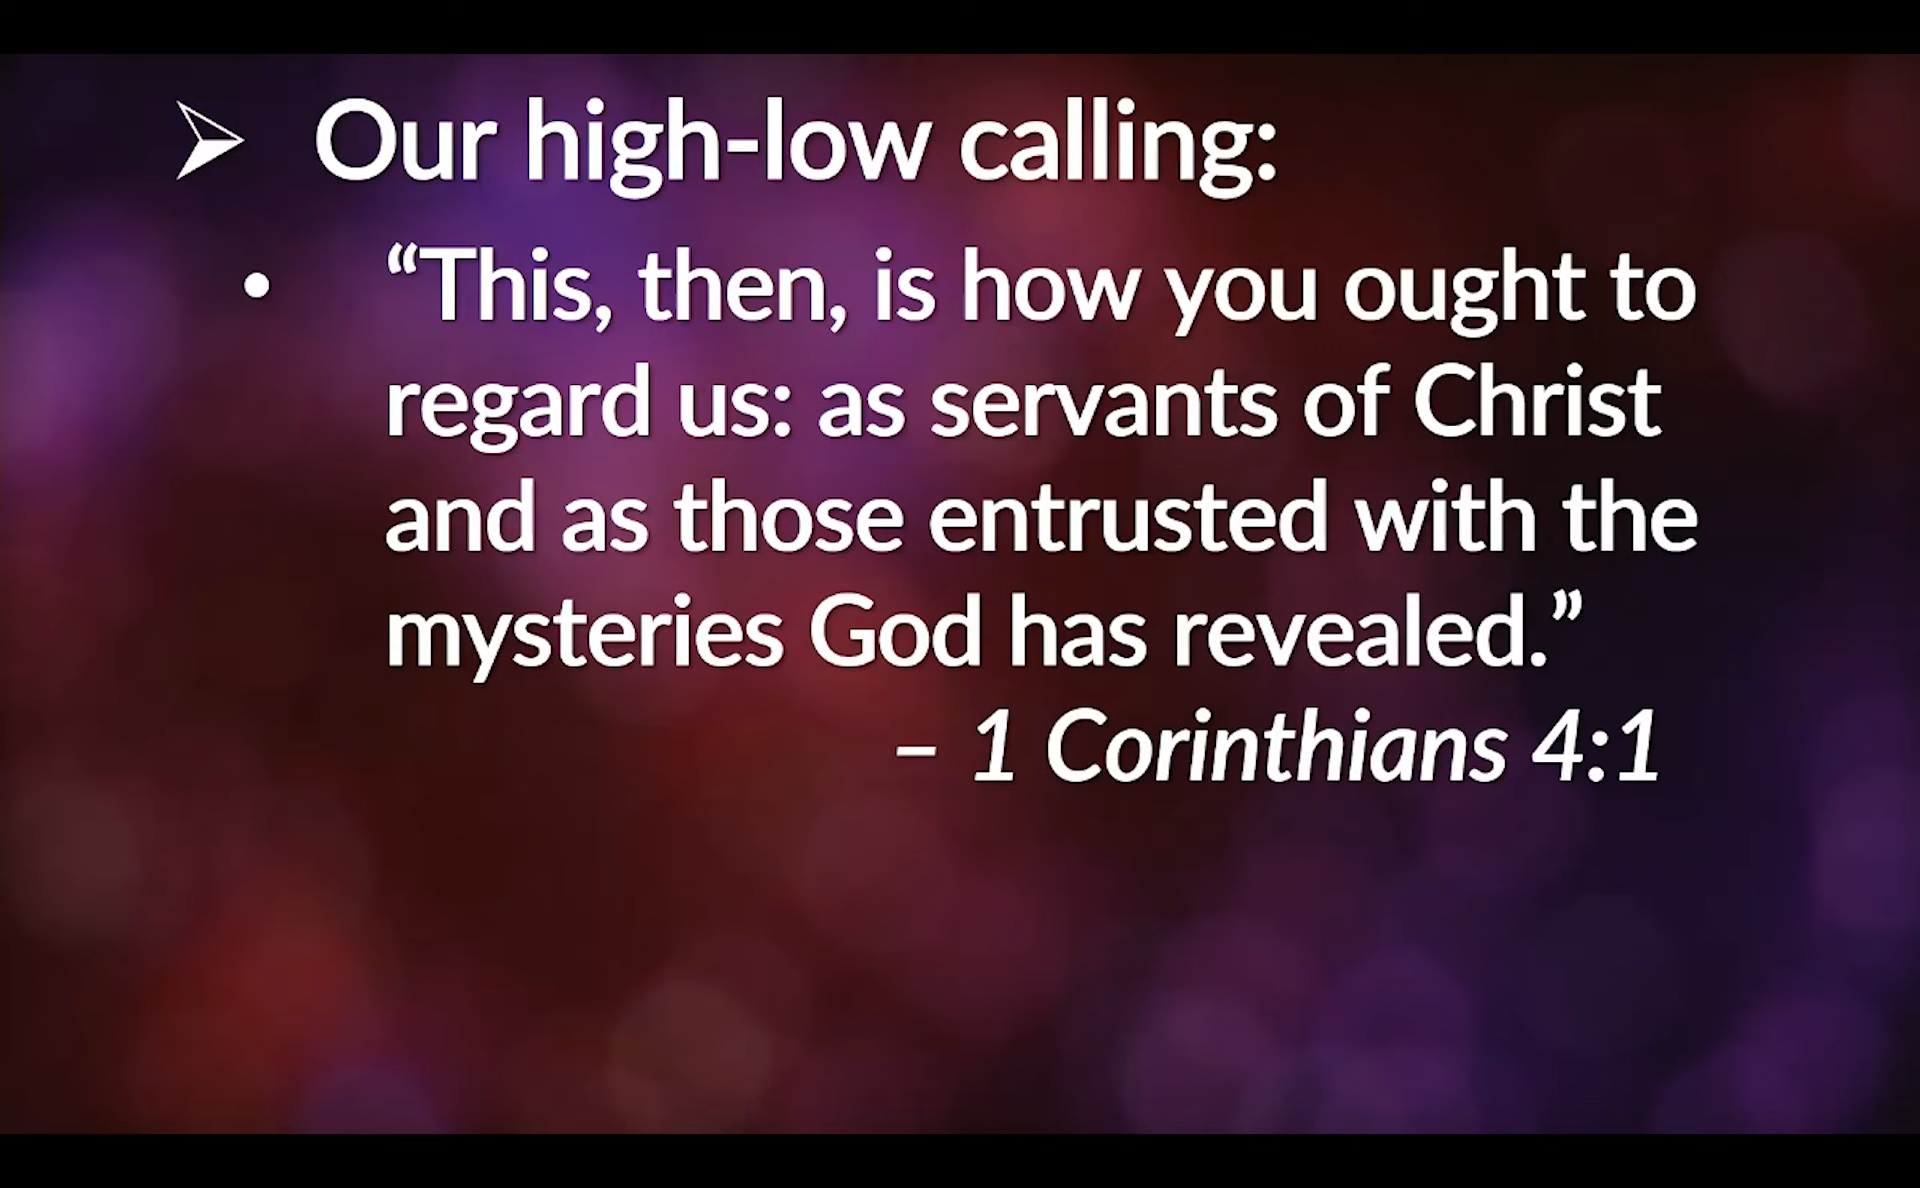 ➢ Our high-low calling:
• “This, then, is how you ought to
regard us: as servants of Christ
and as those entrusted with the
mysteries God has revealed.”
– 1 Corinthians 4:1